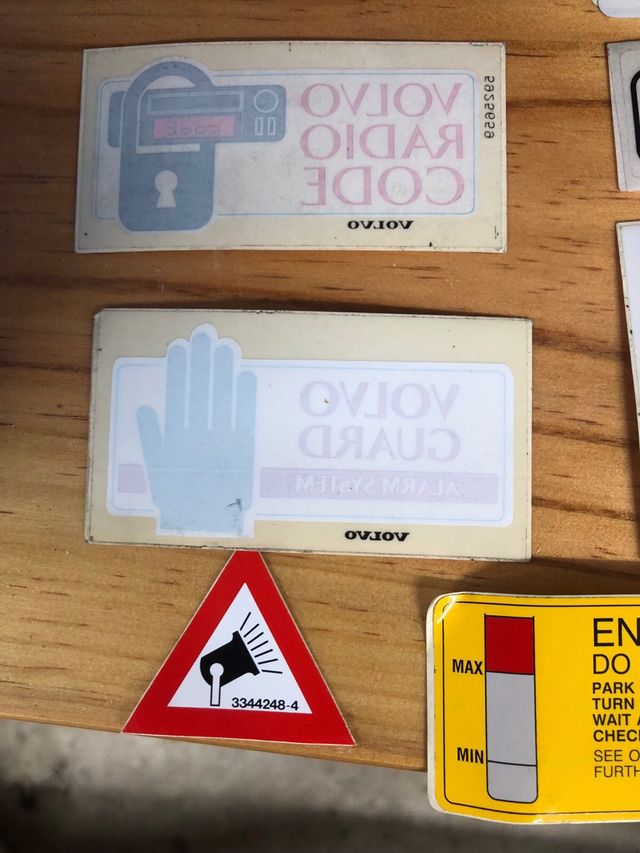 VOLVO
RADIO
CODE
VOLVO
5925659
VOLVO
GUARD
ALARM SYSTEM
VOLVO
3344248-4
MAX
MIN
EN
DO
PARK
TURN
WAIT A
CHEC
SEE O
FURTH